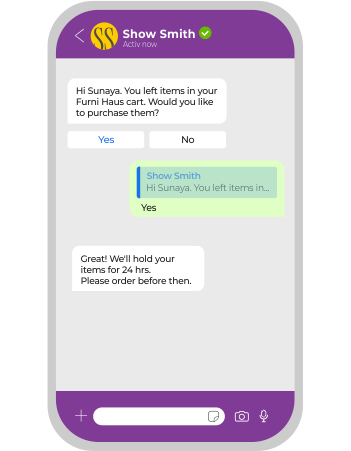 SS Show Smith
Activ now
Hi Sunaya. You left items in your
Furni Haus cart. Would you like
to purchase them?
Yes No
Show Smith
Hi Sunaya. You left items in...
Yes
Great! We'll hold your
items for 24 hrs.
Please order before then.